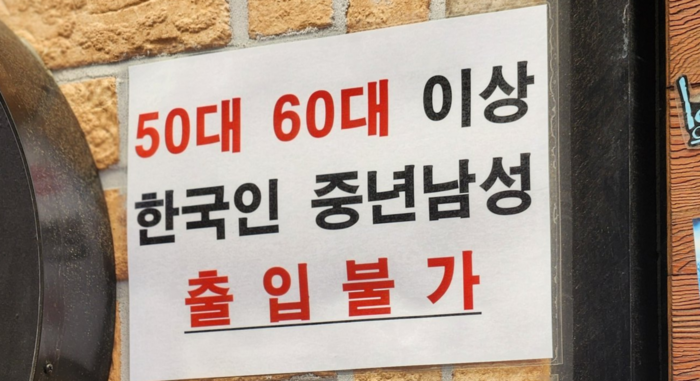 50대 60대 이상
한국인 중년남성
출입불가